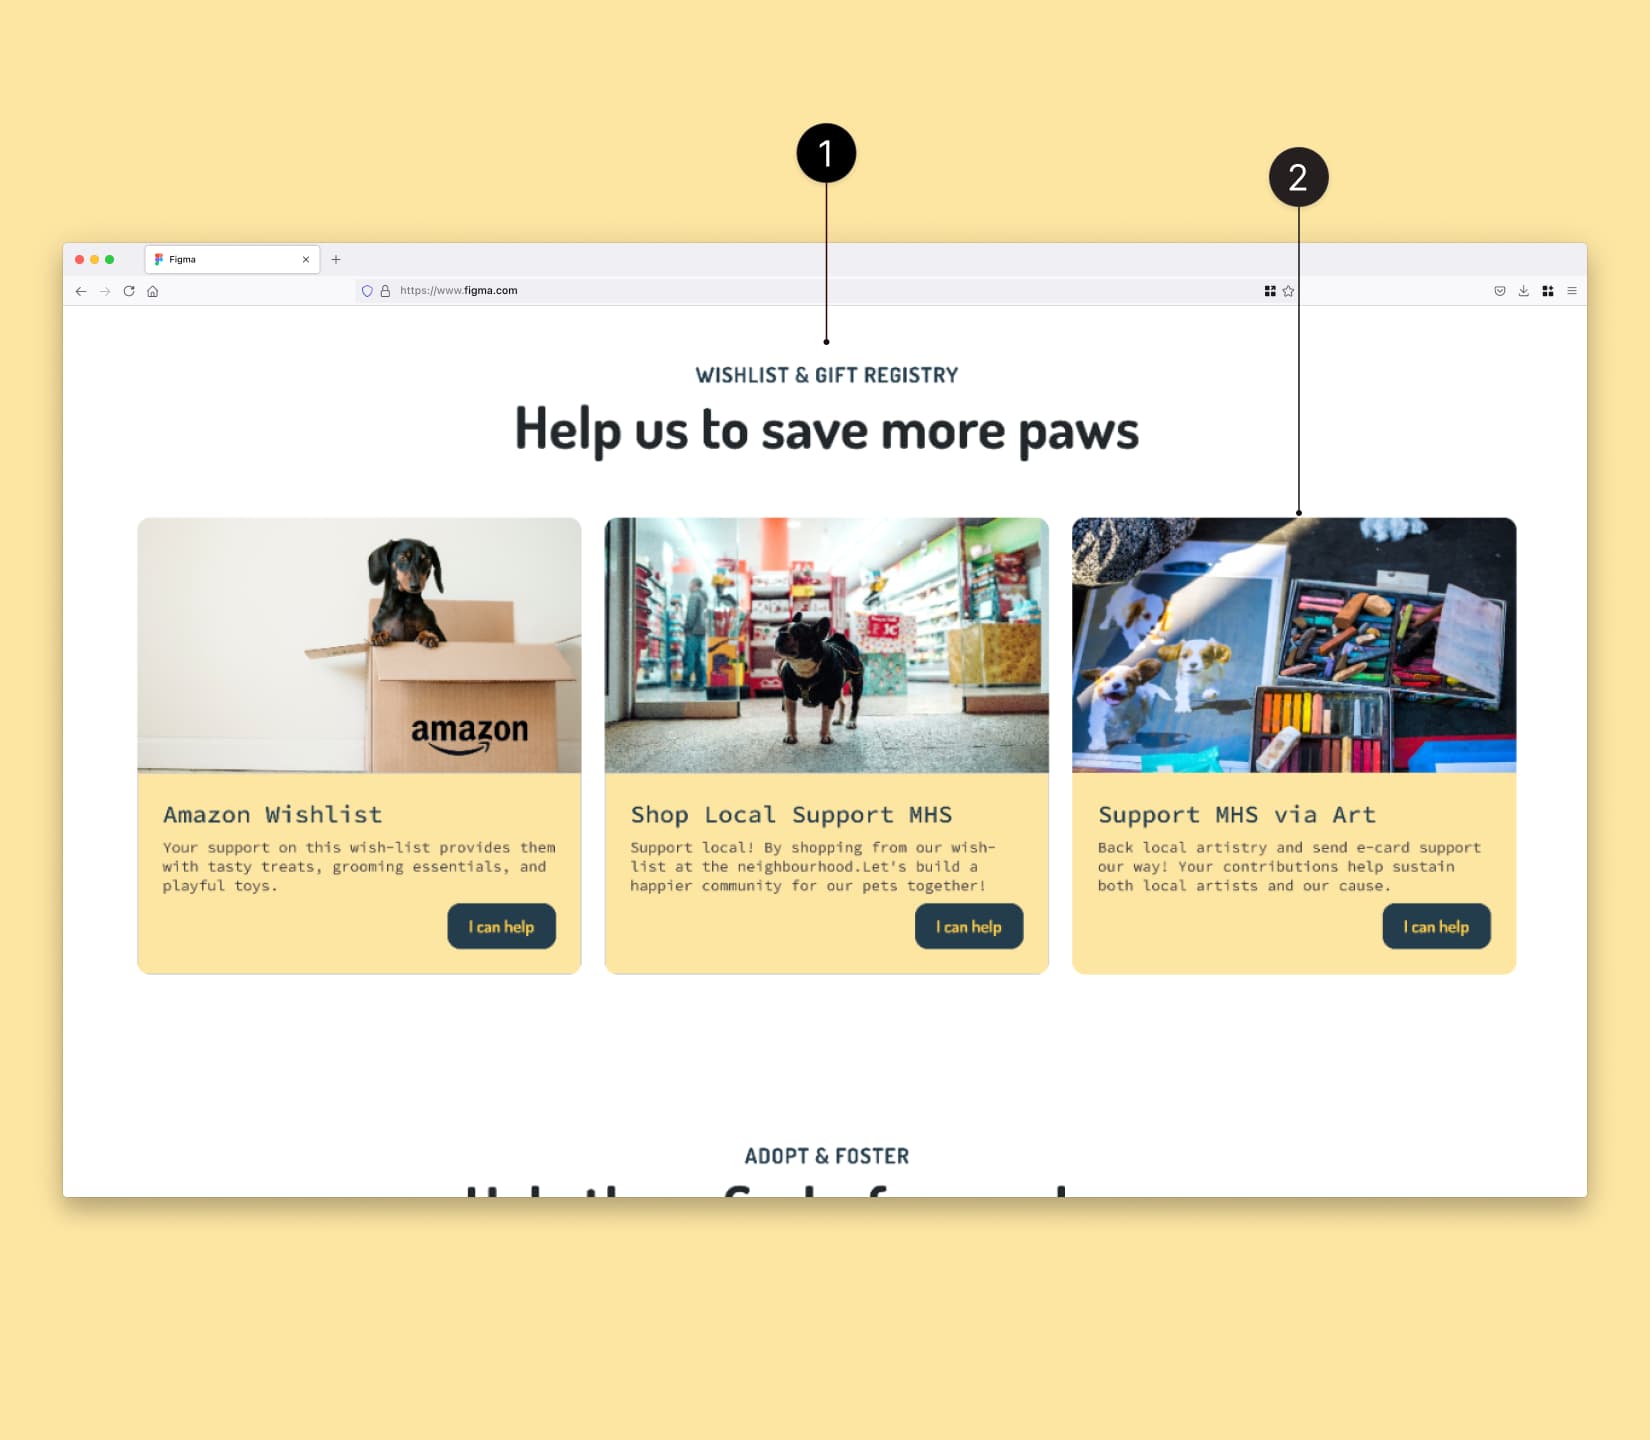 1
2
Figma
https://www.figma.com
WISHLIST & GIFT REGISTRY
Help us to save more paws
amazon
16
Amazon Wishlist
Your support on this wish-list provides them
with tasty treats, grooming essentials, and
playful toys.
I can help
Shop Local Support MHS
Support local! By shopping from our wish-
list at the neighbourhood.Let's build a
happier community for our pets together!
I can help
Support MHS via Art
Back local artistry and send e-card support
our way! Your contributions help sustain
both local artists and our cause.
I can help
ADOPT & FOSTER